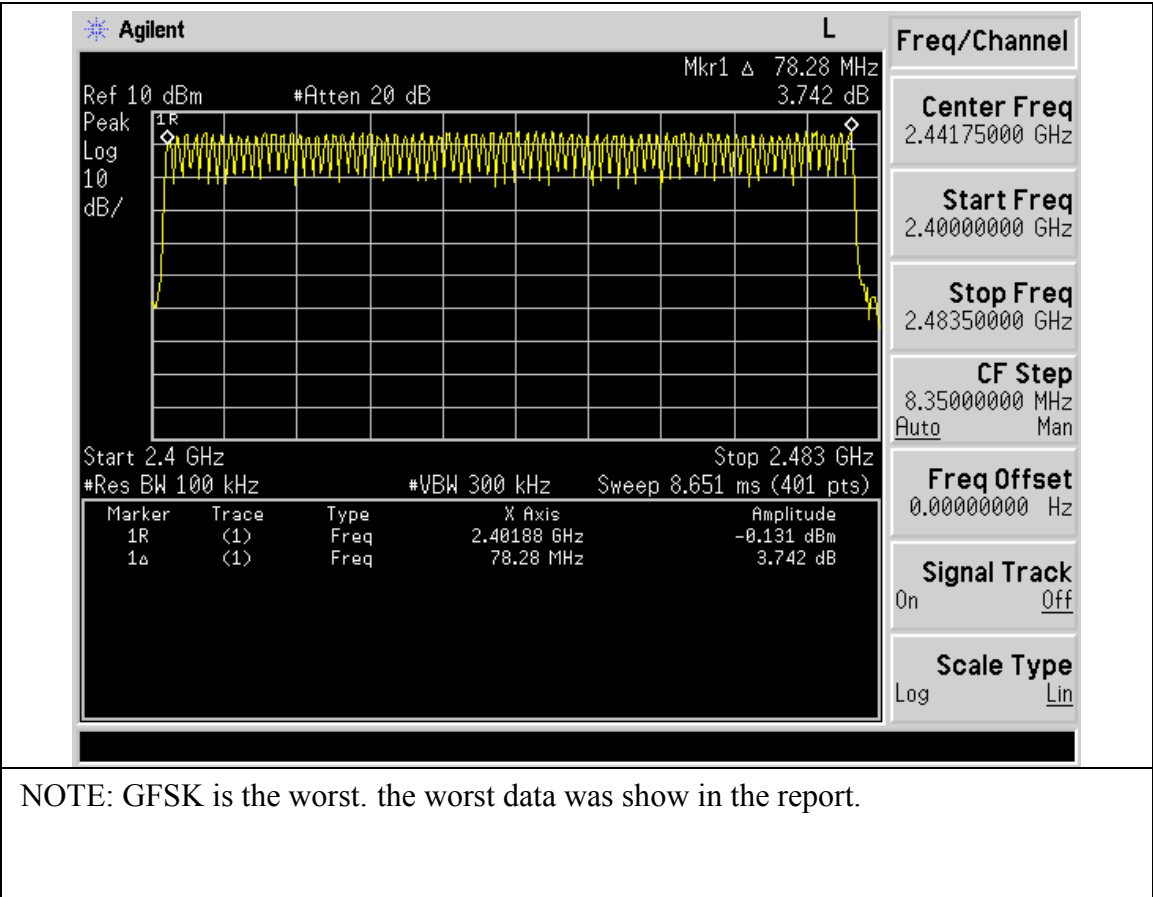 Agilent
L
Freq/Channel
Mkr1 Δ 78.28 MHz
Ref 10 dBm #Atten 20 dB 3.742 dB
Peak
Log
10
dB/
1R
1
Center Freq
2.44175000 GHz
Start Freq
2.40000000 GHz
Stop Freq
2.48350000 GHz
CF Step
8.35000000 MHz
Auto Man
Freq Offset
0.00000000 Hz
Signal Track
On Off
Scale Type
Log Lin
Start 2.4 GHz Stop 2.483 GHz
#Res BW 100 kHz #VBW 300 kHz Sweep 8.651 ms (401 pts)
Marker Trace Type X Axis Amplitude
1R (1) Freq 2.40188 GHz -0.131 dBm
1Δ (1) Freq 78.28 MHz 3.742 dB
NOTE: GFSK is the worst. the worst data was show in the report.